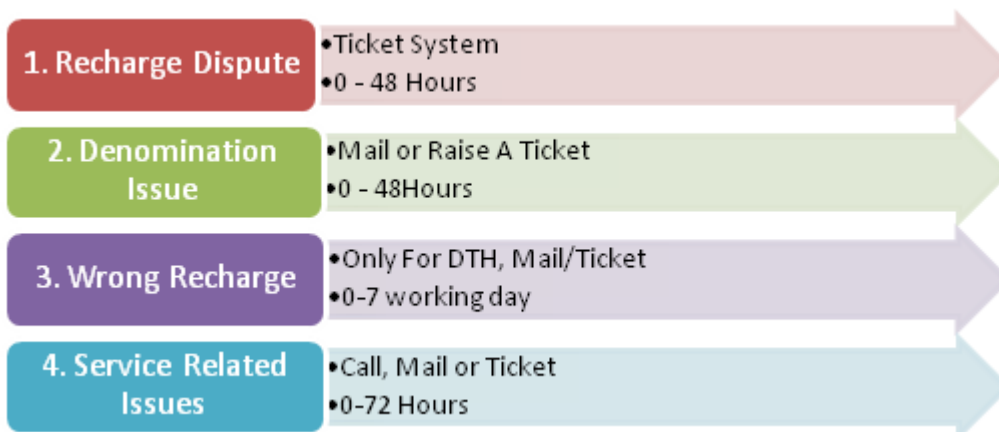 1. Recharge Dispute
•Ticket System
•0 - 48 Hours
2. Denomination
Issue
•Mail or Raise A Ticket
•0 - 48Hours
3. Wrong Recharge
•Only For DTH, Mail/Ticket
•0-7 working day
4. Service Related
Issues
•Call, Mail or Ticket
•0-72 Hours